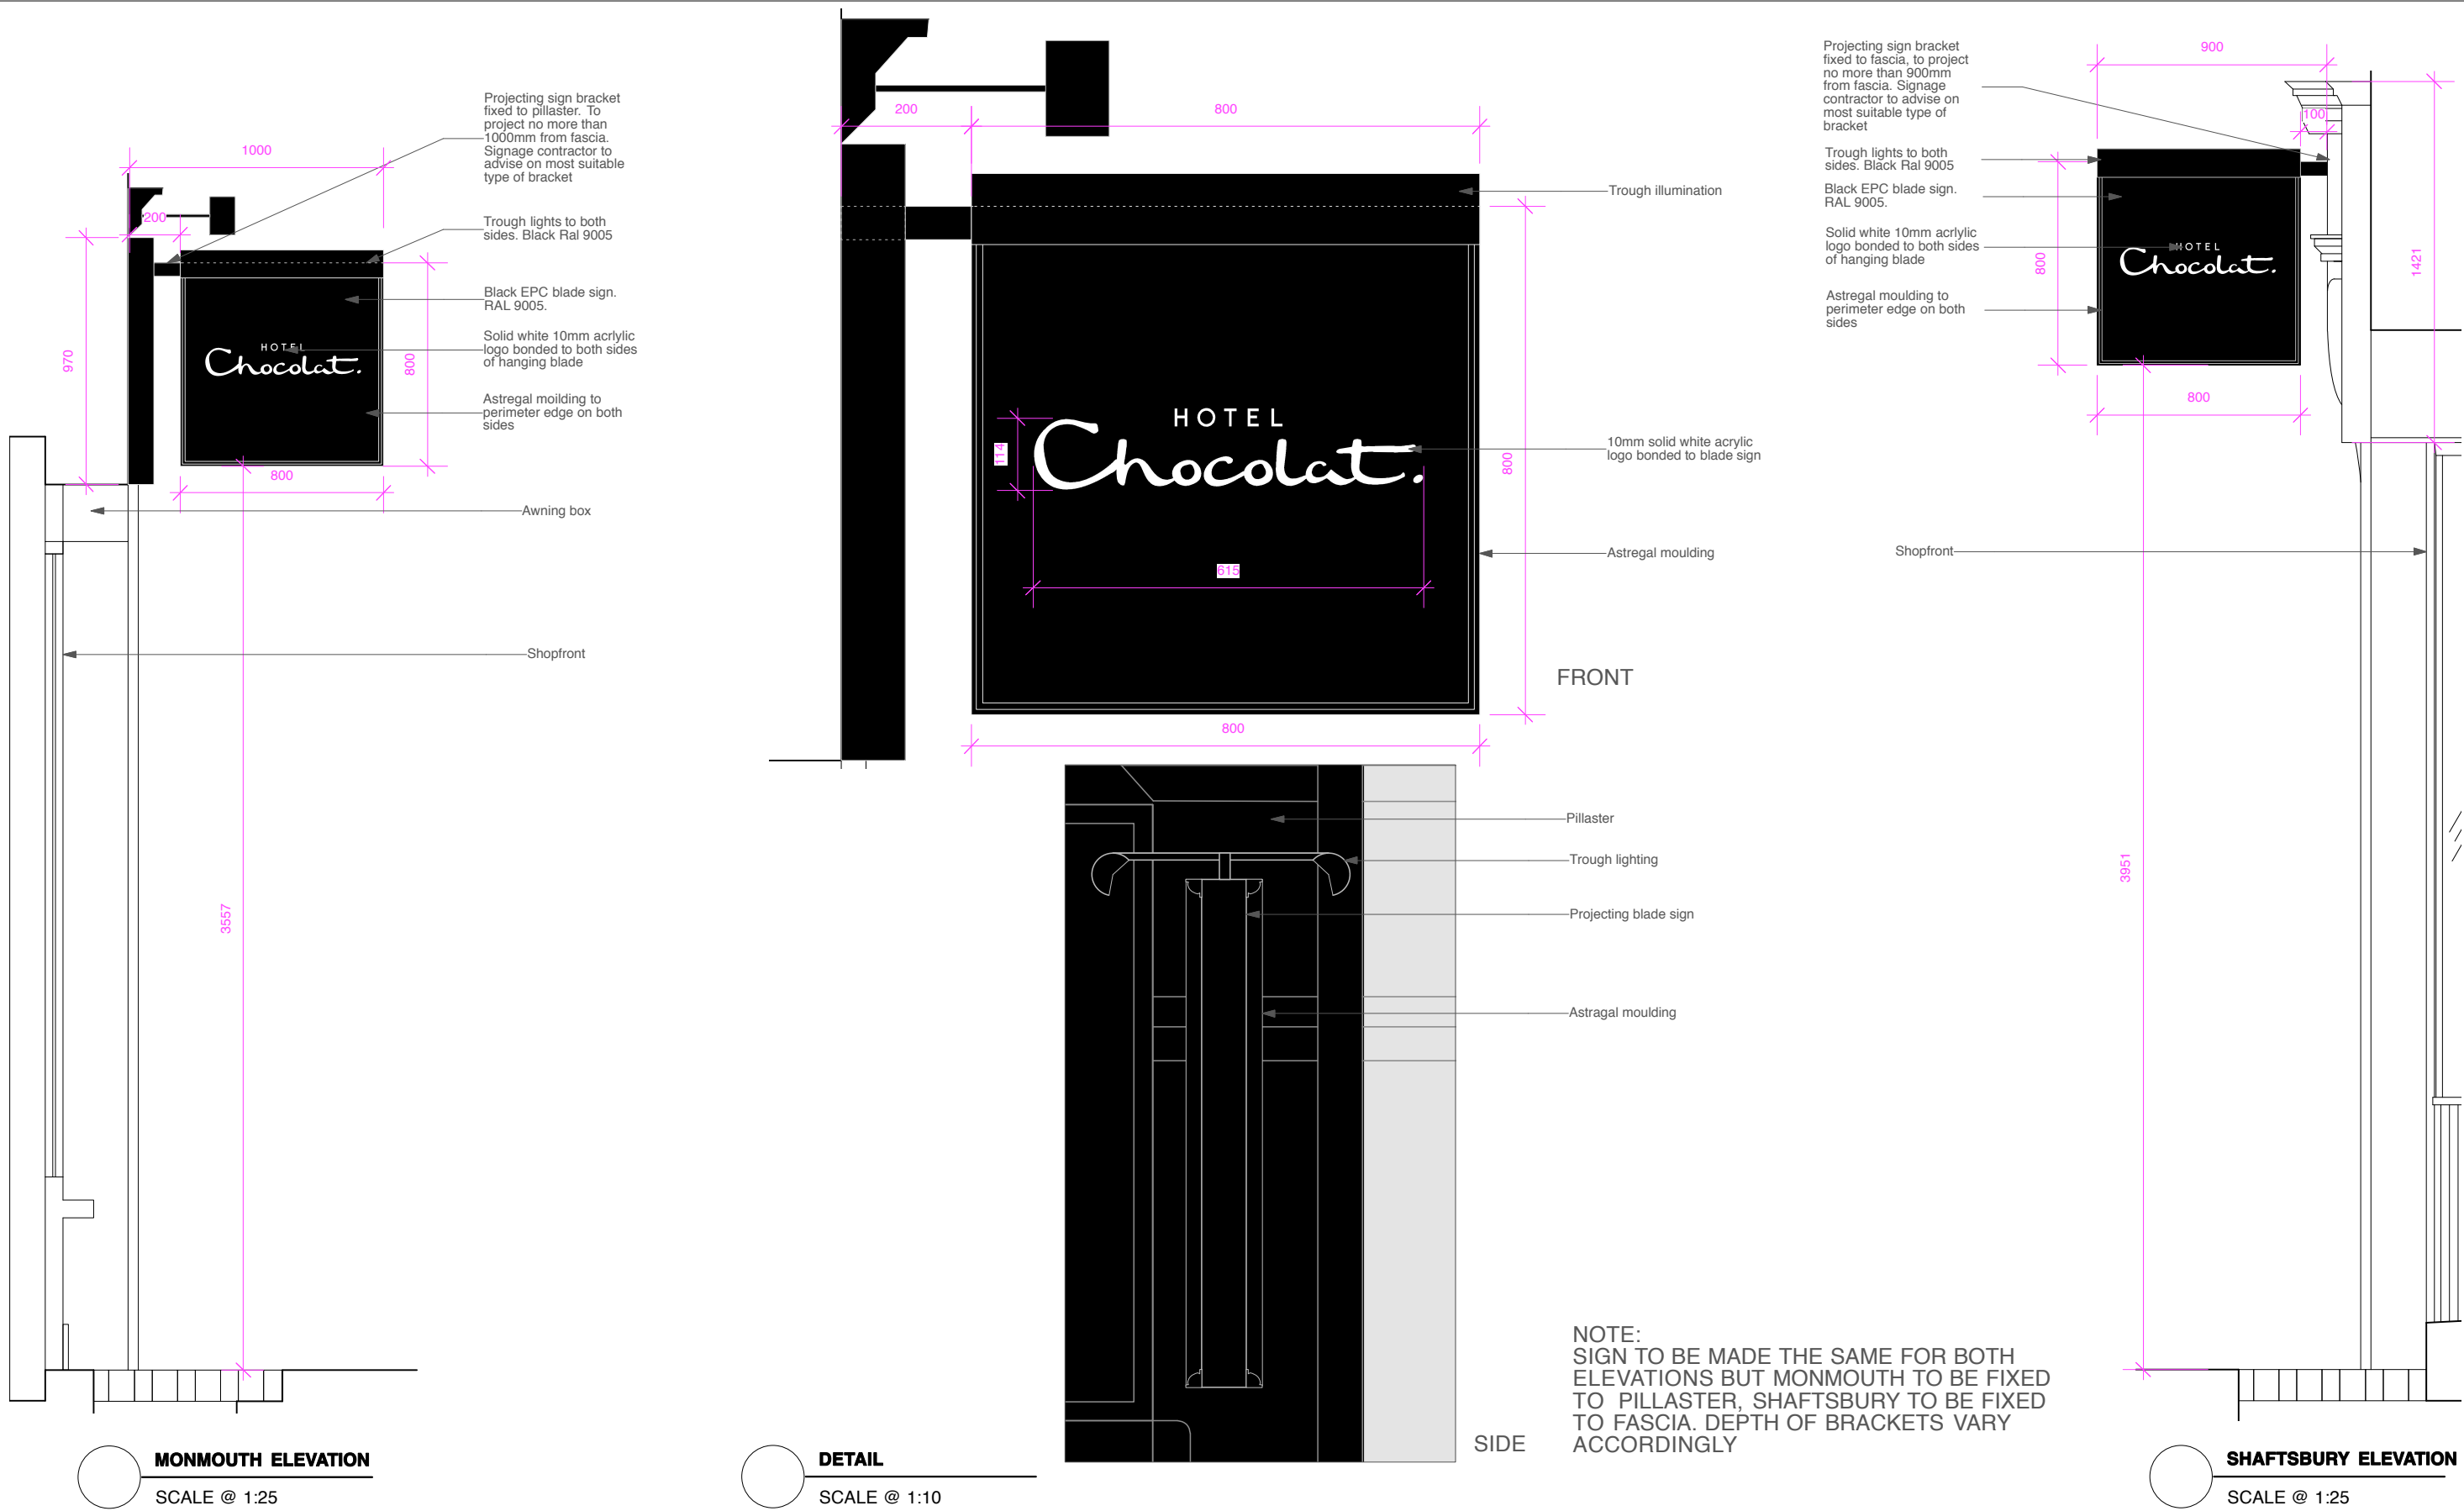 Projecting sign bracket
fixed to pillaster. To
project no more than
1000mm from fascia.
Signage contractor to
advise on most suitable
type of bracket
1000
200
Trough lights to both
sides. Black Ral 9005
Black EPC blade sign.
RAL 9005.
Solid white 10mm acrlylic
logo bonded to both sides
of hanging blade
Astregal moilding to
perimeter edge on both
sides
HOTEL
Chocolat.
970
800
800
Awning box
Shopfront
3557
MONMOUTH ELEVATION
SCALE @ 1:25
200
800
Trough illumination
HOTEL
Chocolat.
114
10mm solid white acrylic
logo bonded to blade sign
800
Astregal moulding
615
FRONT
800
Pillaster
Trough lighting
Projecting blade sign
Astragal moulding
SIDE
DETAIL
SCALE @ 1:10
NOTE:
SIGN TO BE MADE THE SAME FOR BOTH
ELEVATIONS BUT MONMOUTH TO BE FIXED
TO PILLASTER, SHAFTSBURY TO BE FIXED
TO FASCIA. DEPTH OF BRACKETS VARY
ACCORDINGLY
Projecting sign bracket
fixed to fascia, to project
no more than 900mm
from fascia. Signage
contractor to advise on
most suitable type of
bracket
900
100
Trough lights to both
sides. Black Ral 9005
Black EPC blade sign.
RAL 9005.
Solid white 10mm acrlylic
logo bonded to both sides
of hanging blade
Astregal moulding to
perimeter edge on both
sides
HOTEL
Chocolat.
800
1421
800
Shopfront
3951
SHAFTSBURY ELEVATION
SCALE @ 1:25